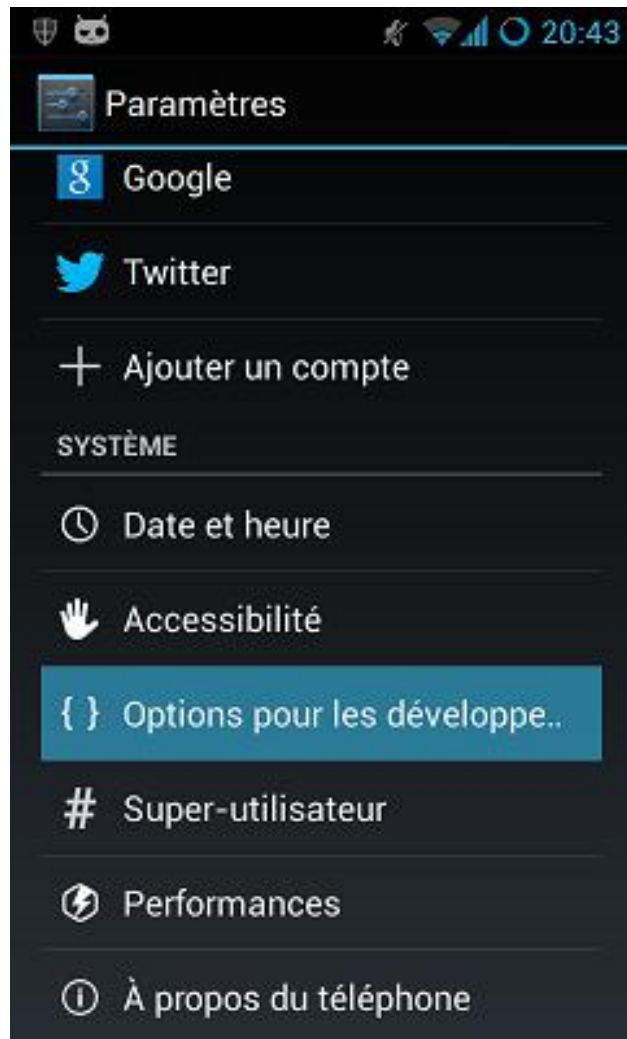 20:43
Paramètres
Google
Twitter
Ajouter un compte
SYSTÈME
Date et heure
Accessibilité
{ } Options pour les développe..
# Super-utilisateur
Performances
À propos du téléphone